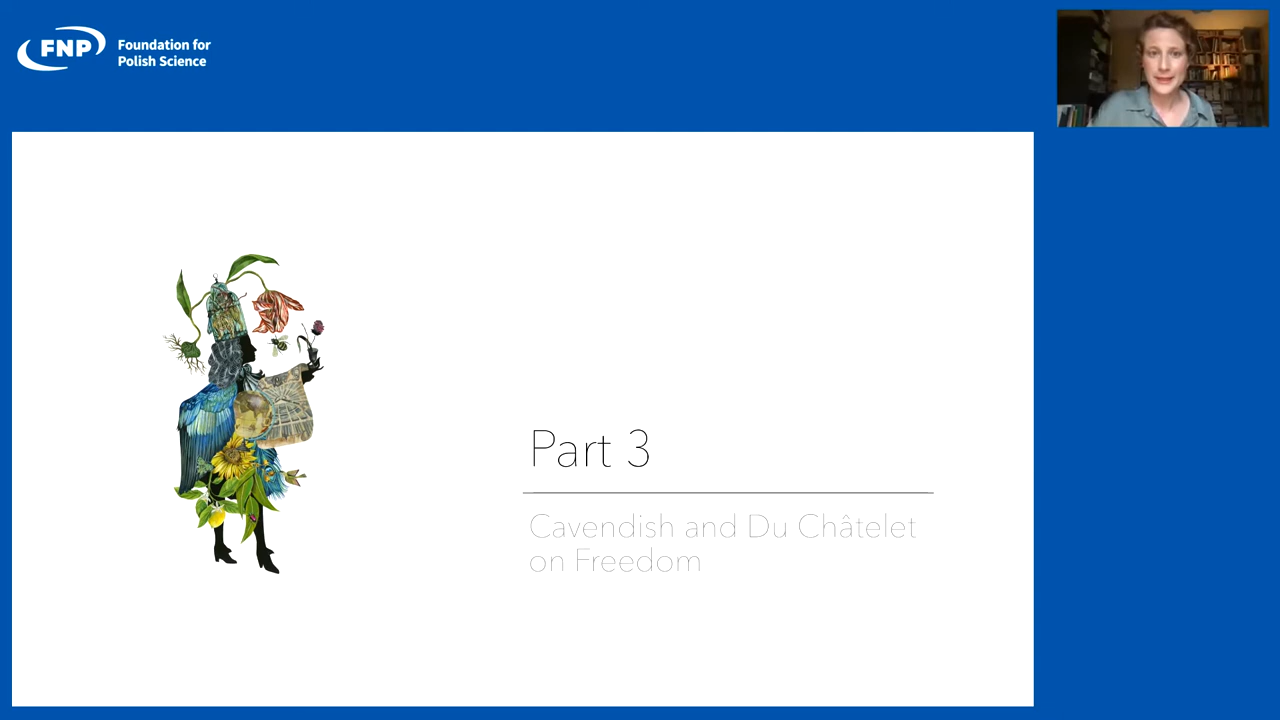 FNP
Foundation for
Polish Science
Part 3
Cavendish and Du Châtelet
on Freedom